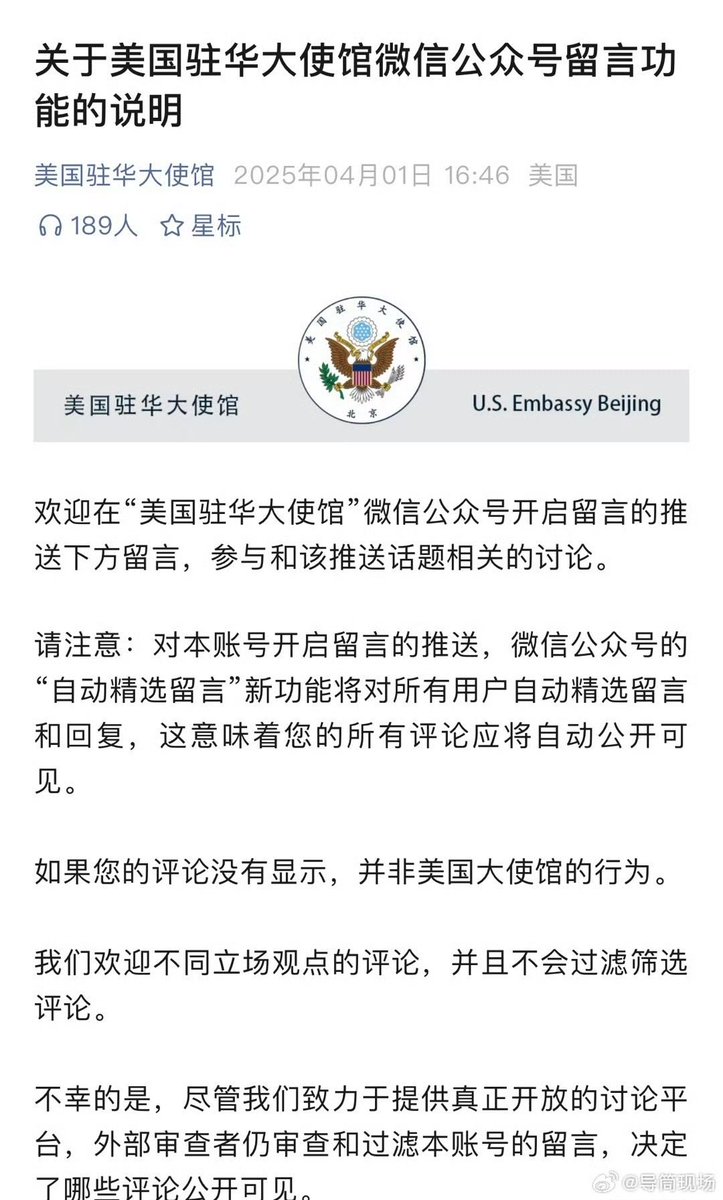 关于美国驻华大使馆微信公众号留言功
能的说明
美国驻华大使馆 2025年04月01日 16:46 美国
189人 星标
美国驻华大使馆
美国驻华大使馆
北京
U.S. Embassy Beijing
欢迎在“美国驻华大使馆”微信公众号开启留言的推
送下方留言，参与和该推送话题相关的讨论。
请注意：对本账号开启留言的推送，微信公众号的
“自动精选留言”新功能将对所有用户自动精选留言
和回复，这意味着您的所有评论应将自动公开可
见。
如果您的评论没有显示，并非美国大使馆的行为。
我们欢迎不同立场观点的评论，并且不会过滤筛选
评论。
不幸的是，尽管我们致力于提供真正开放的讨论平
台，外部审查者仍审查和过滤本账号的留言，决定
了哪些评论公开可见。
@导筒现场